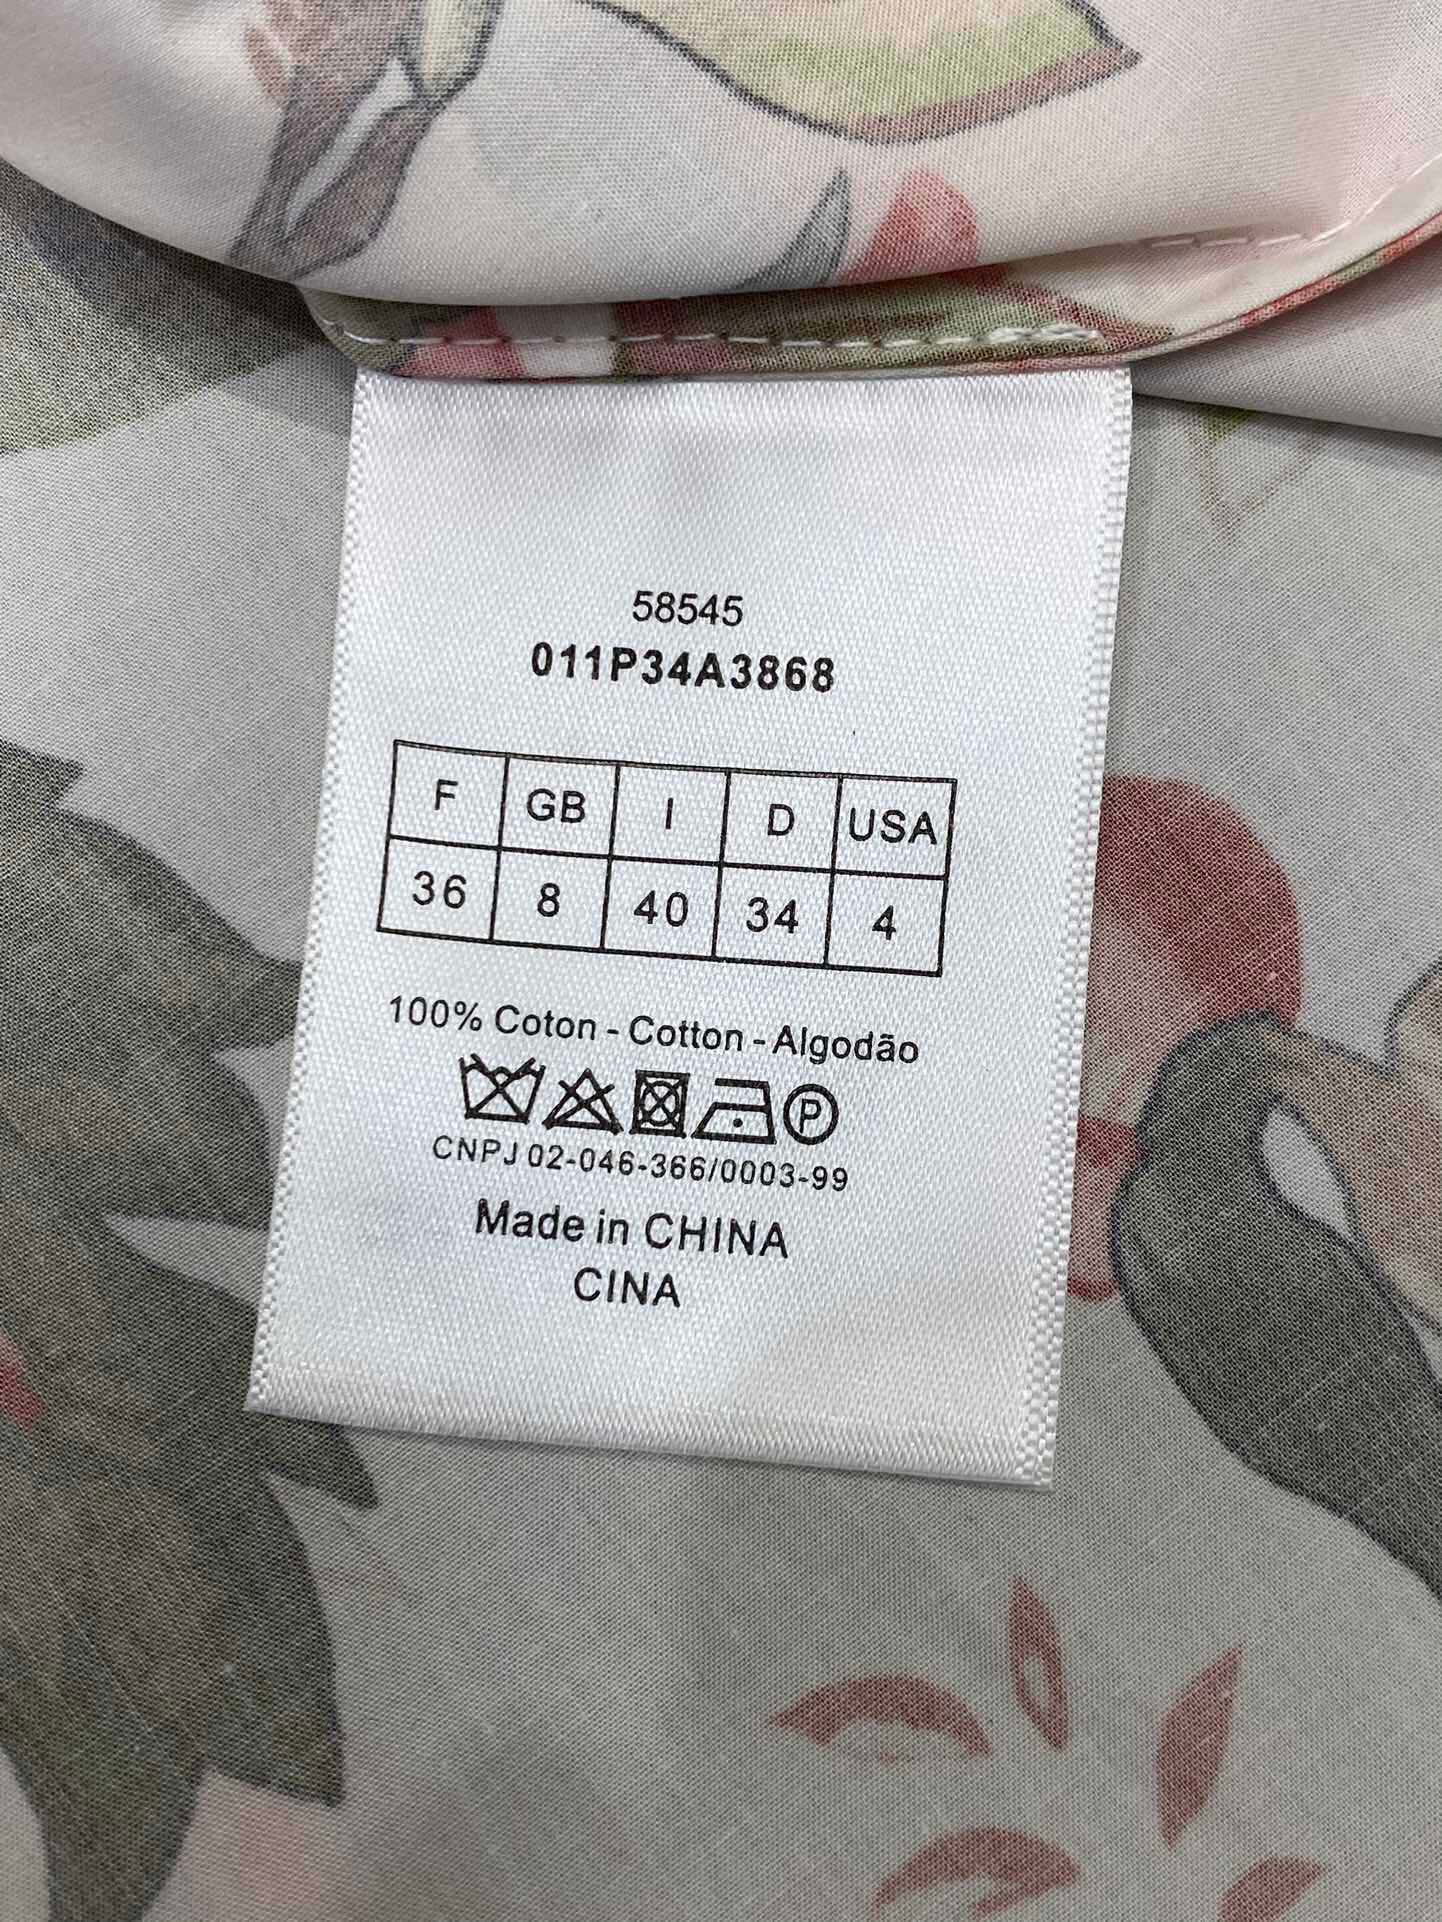 58545
011P34A3868
F GB I D USA
36 8 40 34 4
100% Coton - Cotton - Algodão
P
CNPJ 02-046-366/0003-99
Made in CHINA
CINA